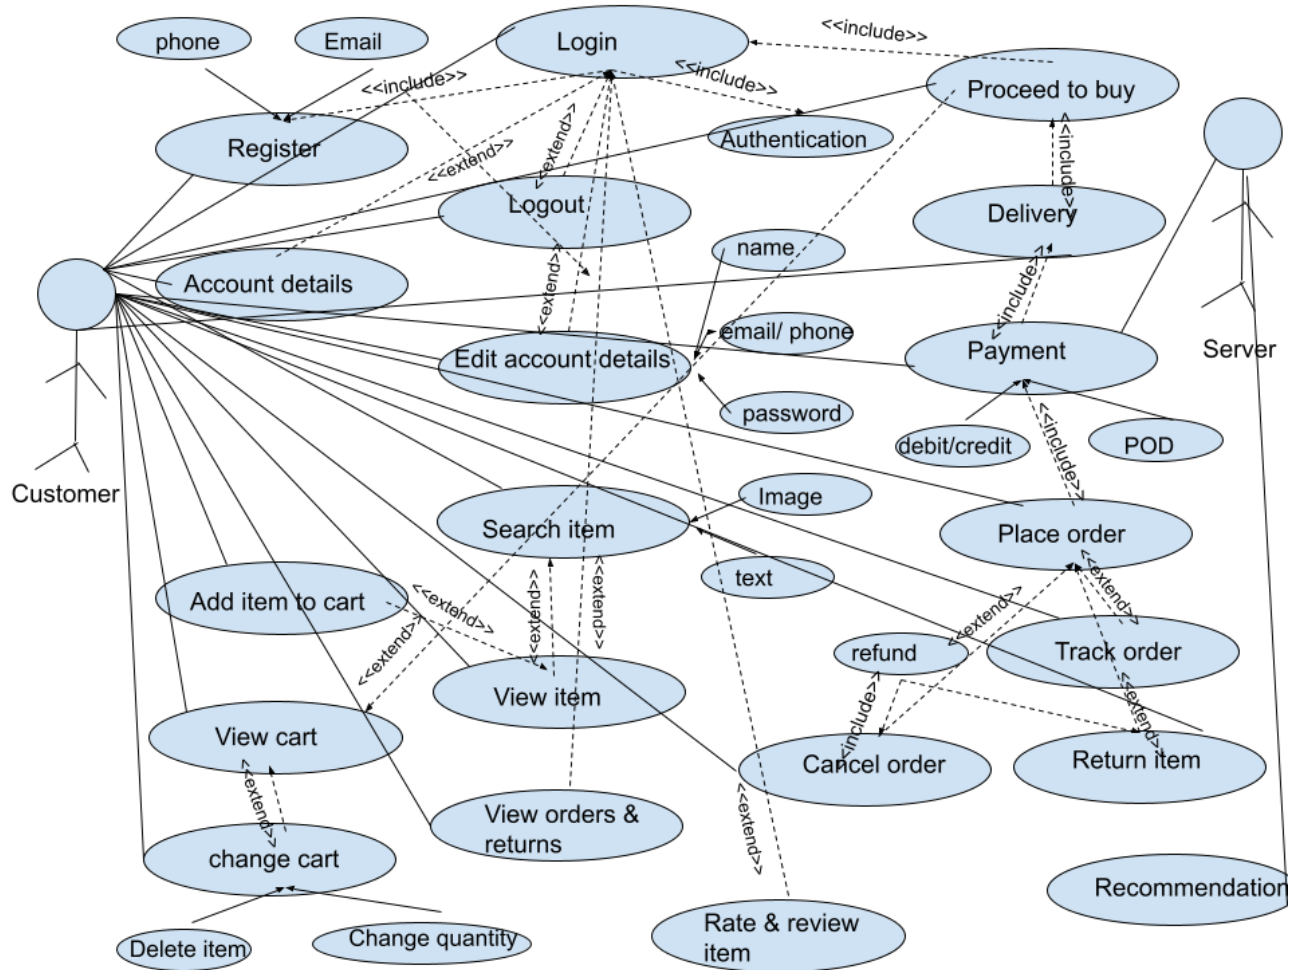 phone
Email
Login
<<include>>
<<include>>
<<include>>
Proceed to buy
Register
Authentication
<<extend>>
<<extend>>
<<include>>
Logout
Delivery
name
Account details
<<extend>>
<<include>>
email/ phone
Edit account details
Payment
Server
password
debit/credit
POD
<<include>>
Customer
Image
Search item
Place order
text
<<extend>>
<<extend>>
<<extend>>
<<extend>>
Add item to cart
<<extend>>
<<extend>>
refund
Track order
View item
<<include>>
<<extend>>
View cart
Cancel order
Return item
<<extend>>
View orders &
returns
<<extend>>
change cart
Recommendation
Delete item
Change quantity
Rate & review
item